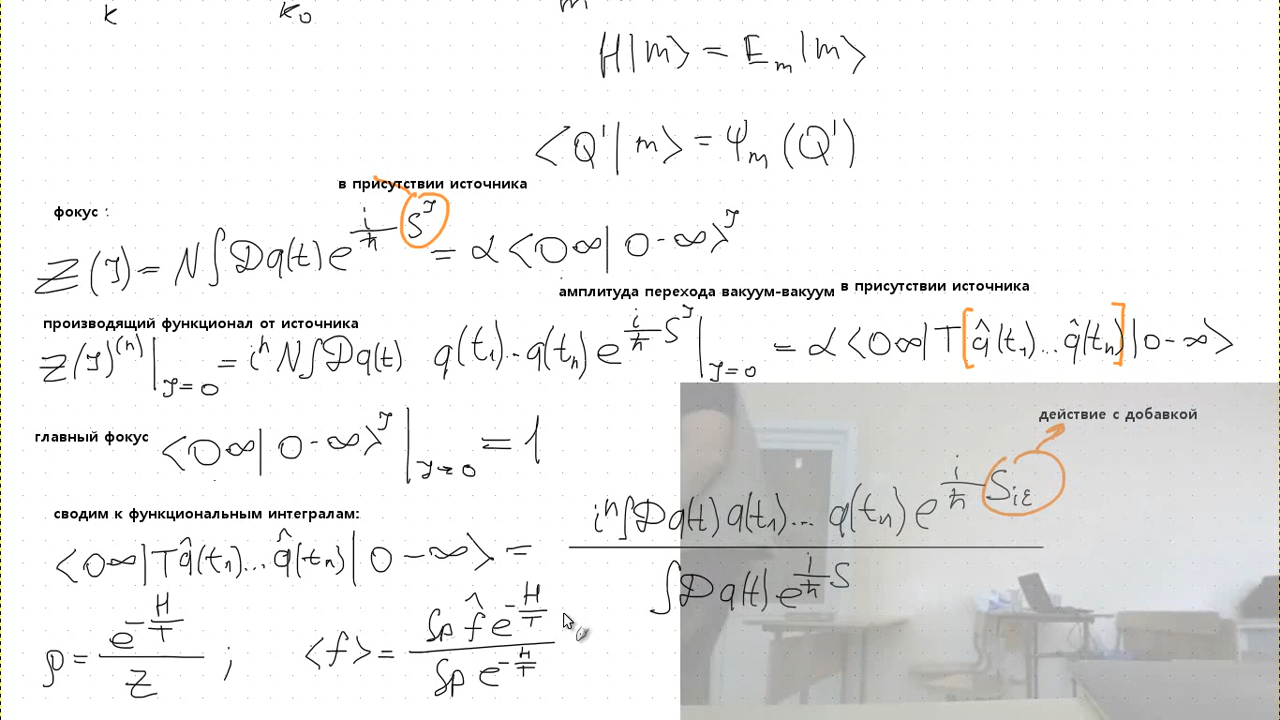 k k₀ m
H|m⟩ = E_m|m⟩
⟨Q'|m⟩ = Ψ_m(Q')
в присутствии источника
фокус :
Z(J) = N∫Dq(t) e^{i/ħ S^J} = α⟨0∞|0-∞⟩^J
амплитуда перехода вакуум-вакуум в присутствии источника
производящий функционал от источника
Z(J)^{(n)}|_{J=0} = i^n N∫Dq(t) q(t₁)..q(t_n) e^{i/ħ S^J}|_{J=0} = α⟨0∞|T[q̂(t₁)...q̂(t_n)]|0-∞⟩
действие с добавкой
главный фокус ⟨0∞|0-∞⟩^J|_{J→0} = 1
сводим к функциональным интегралам:
⟨0∞|Tq̂(t₁)...q̂(t_n)|0-∞⟩ = i^n∫Dq(t) q(t₁)... q(t_n) e^{i/ħ S_{iε}}
∫Dq(t) e^{i/ħ S}
ρ = e^{-H/T} / Z ; ⟨f⟩ = Sp f̂ e^{-H/T} / Sp e^{-H/T}